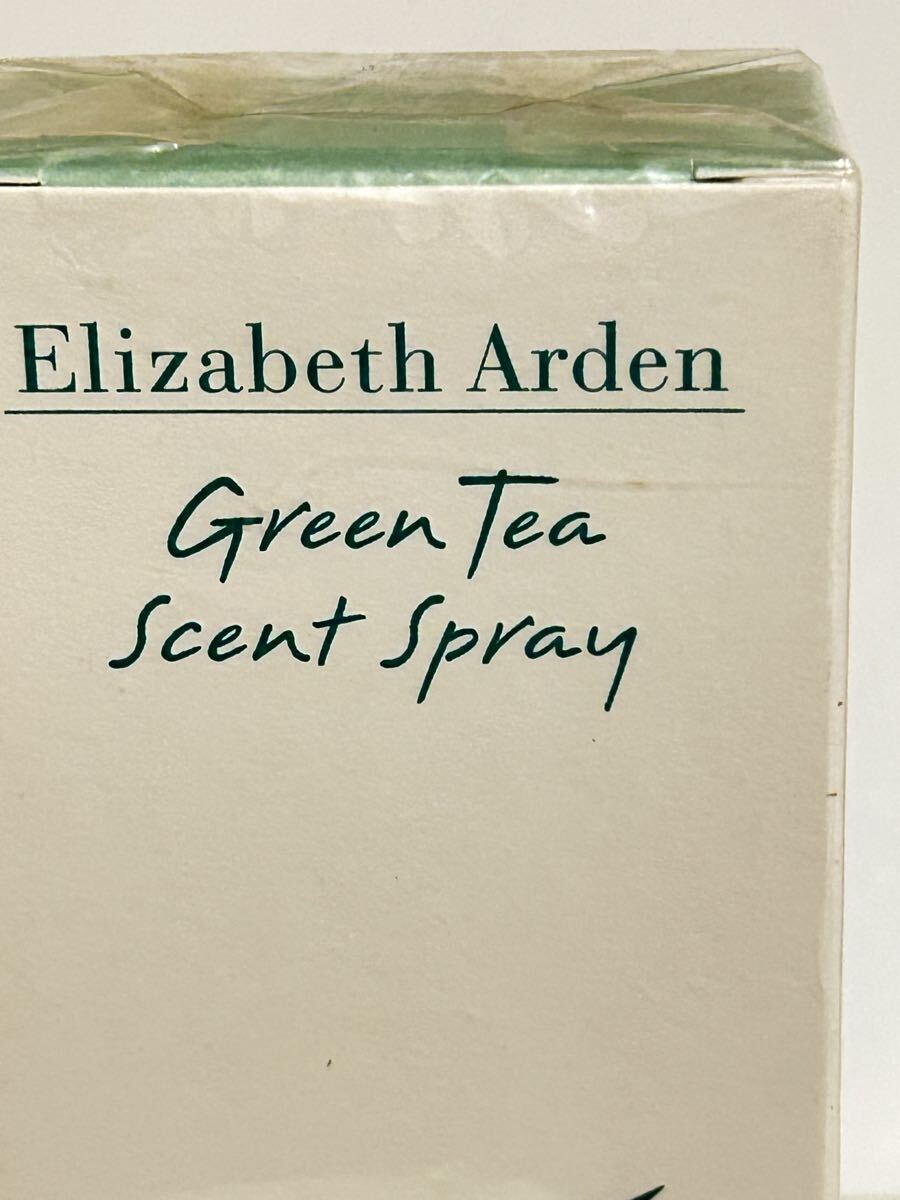 Elizabeth Arden
Green Tea
Scent Spray